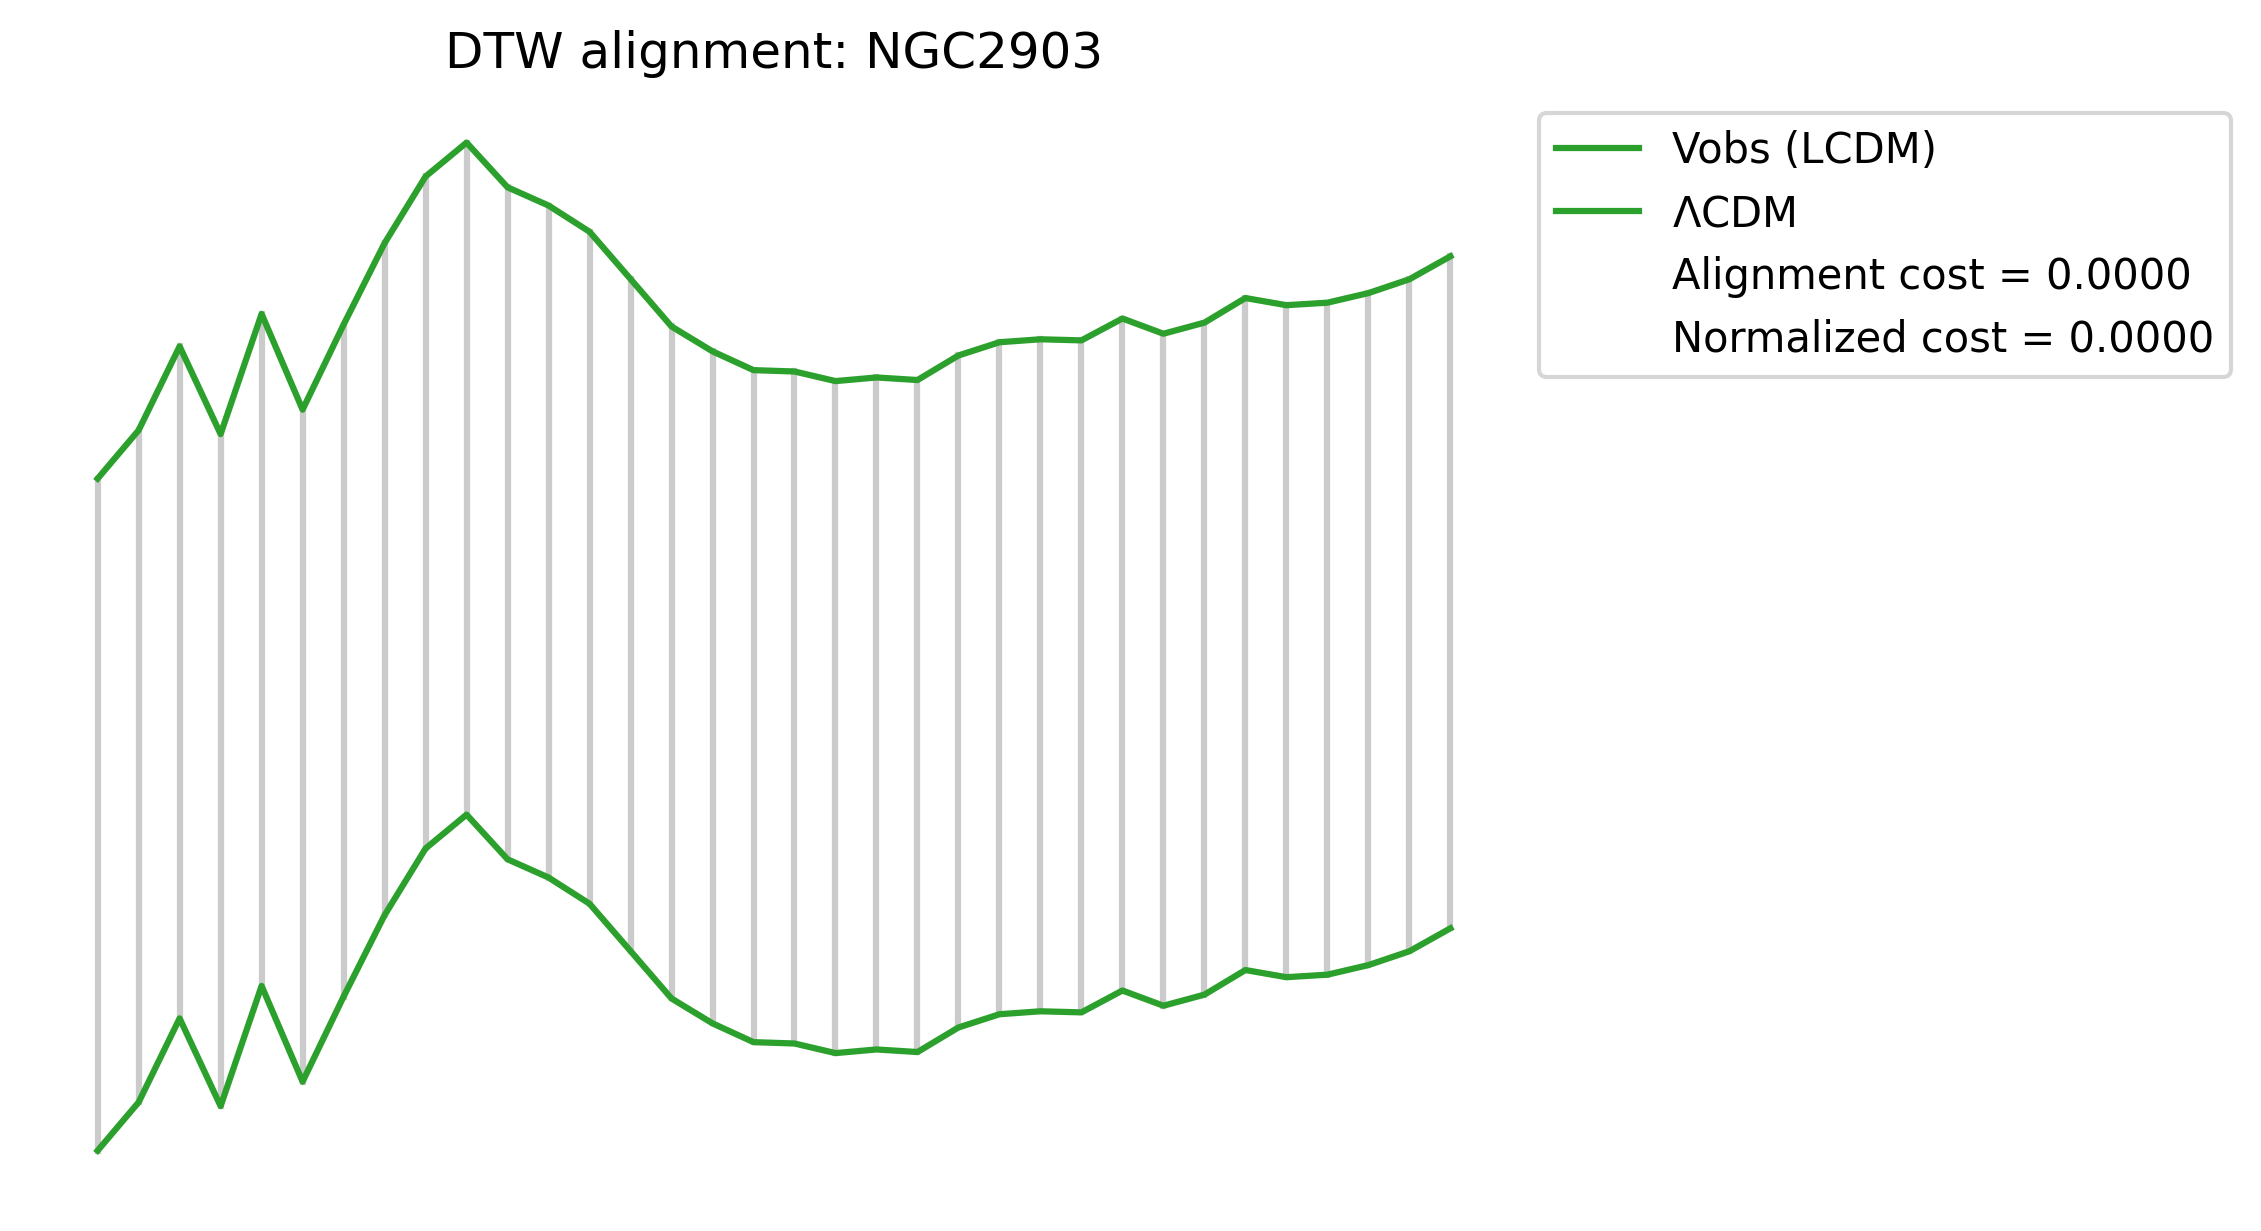 DTW alignment: NGC2903
Vobs (LCDM)
ΛCDM
Alignment cost = 0.0000
Normalized cost = 0.0000